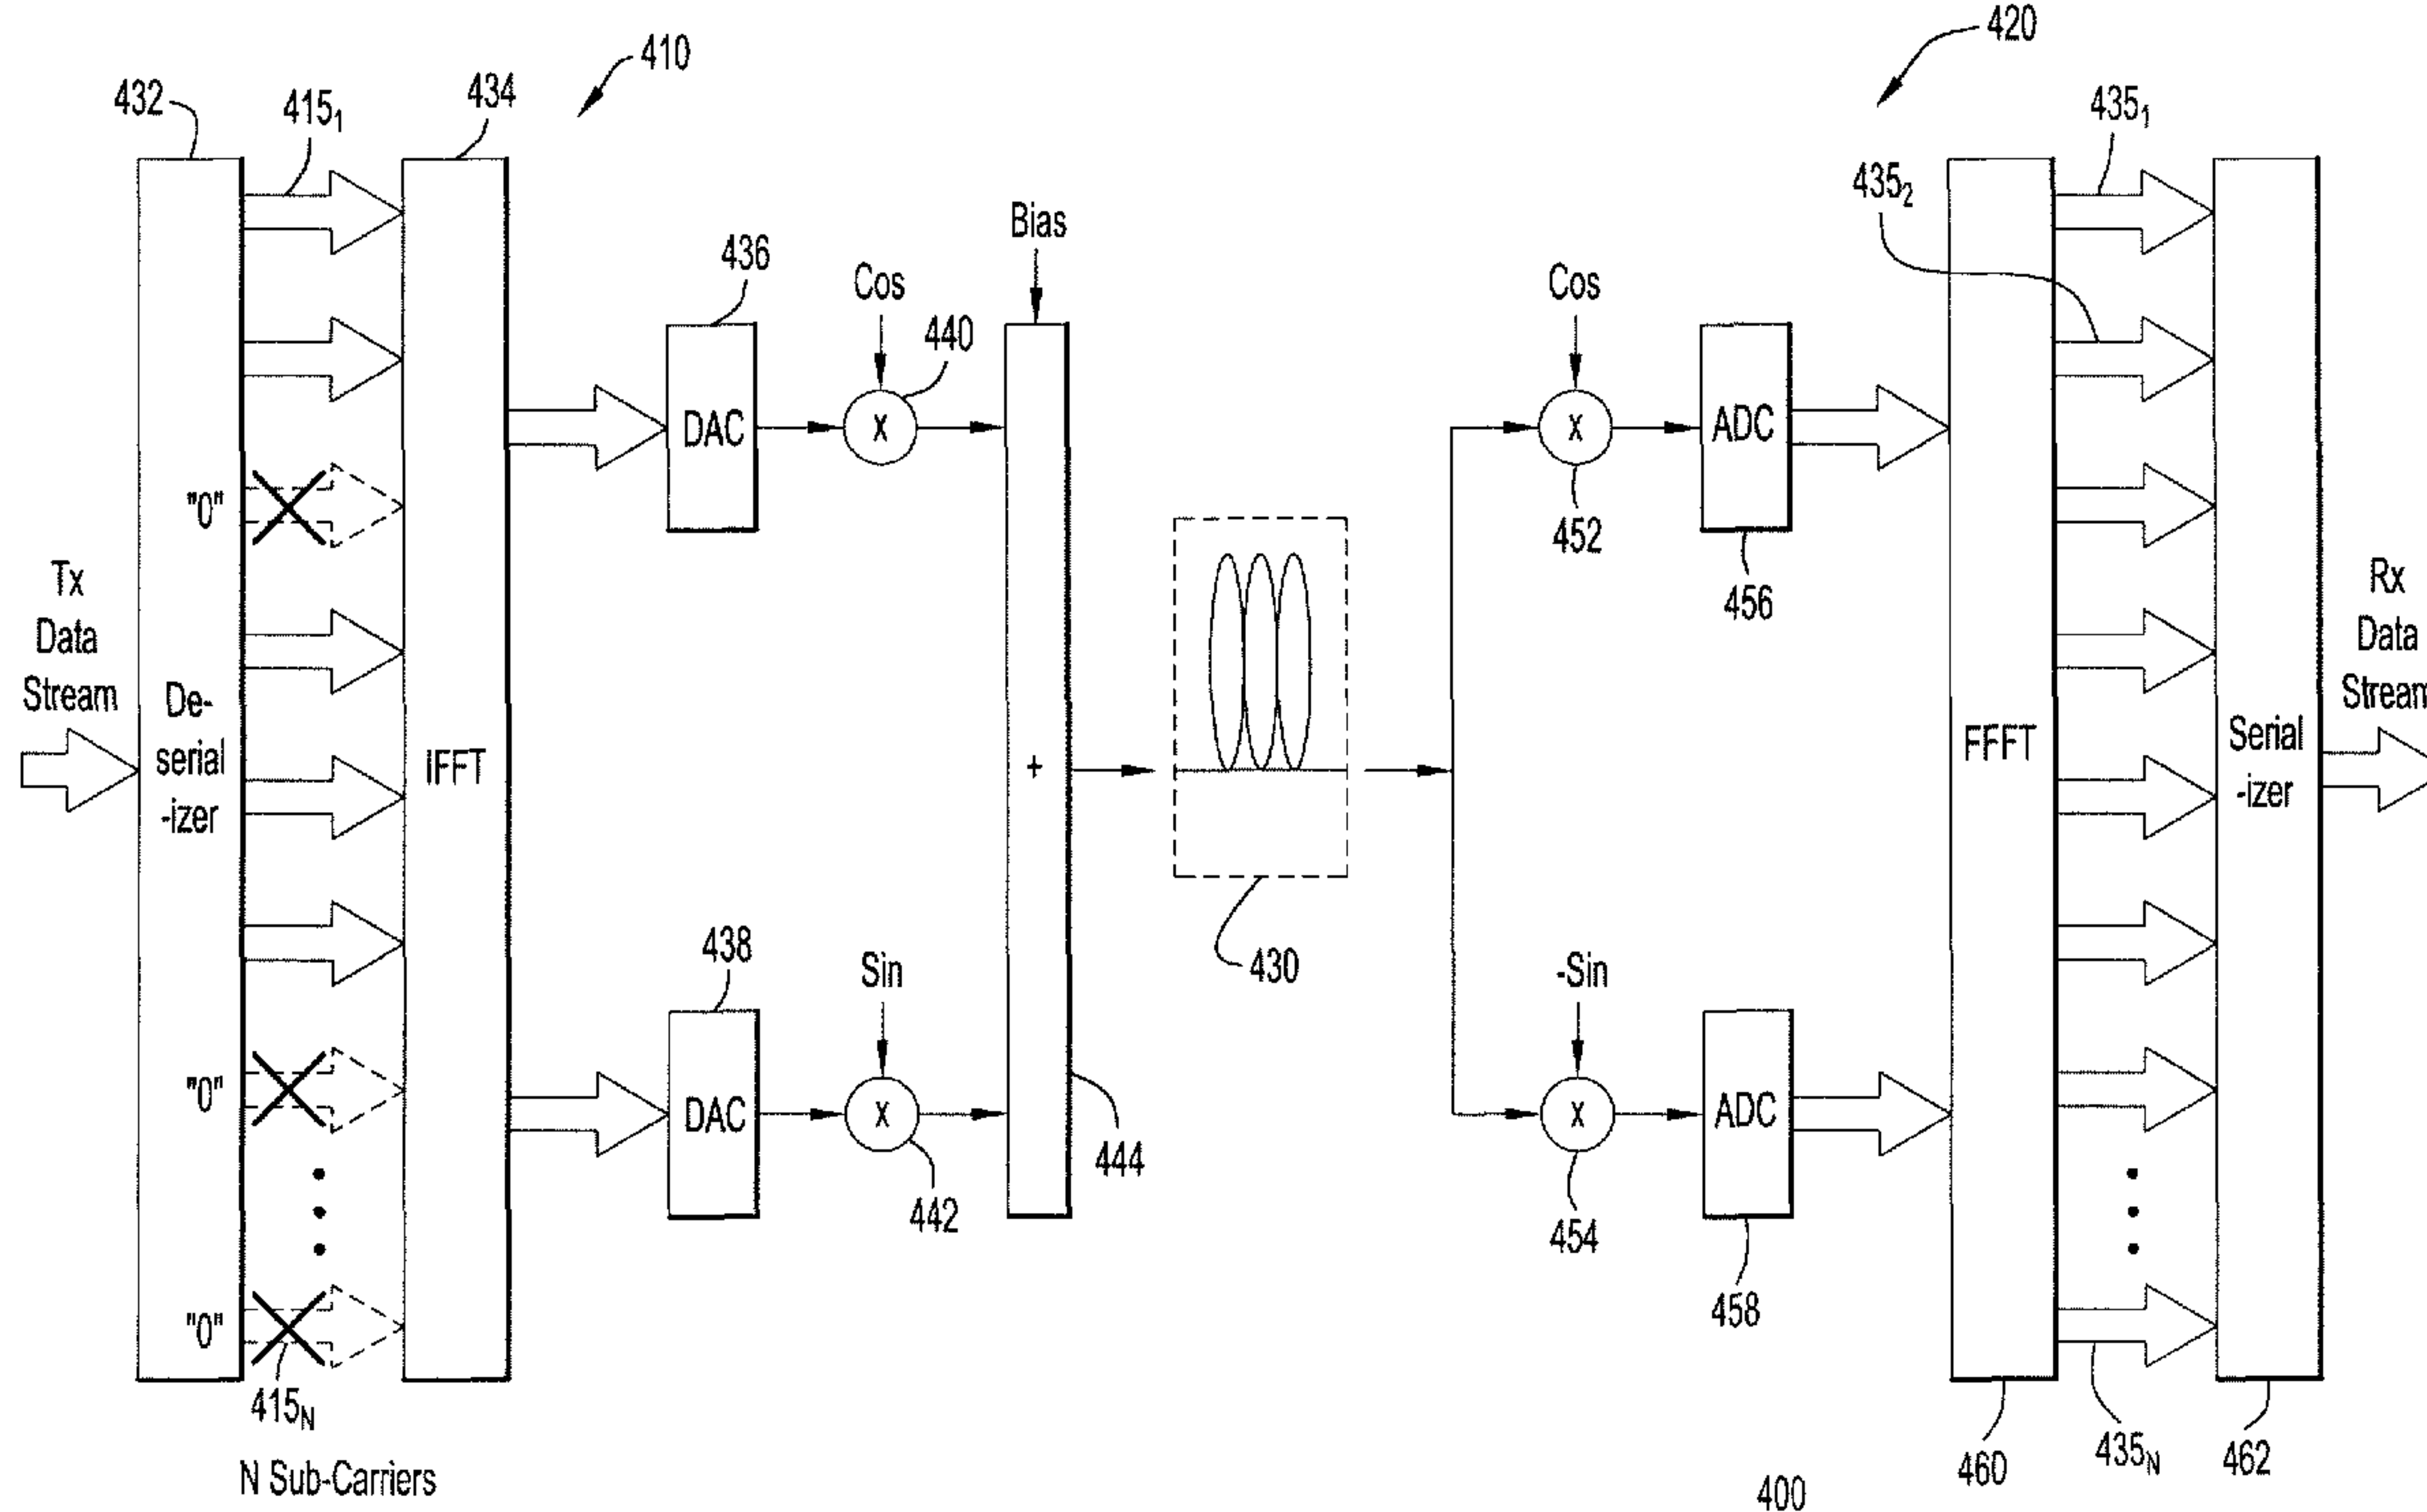 410
420
432
415₁
434
435₁
435₂
Bias
436
Cos
440
Cos
DAC
X
X
ADC
"0"
452
456
Tx
Data
Stream
De-
serial
-izer
IFFT
+
430
FFFT
Serial
-izer
Rx
Data
Stream
438
Sin
-Sin
"0"
DAC
X
442
444
X
ADC
454
458
"0"
415_N
N Sub-Carriers
460
435_N
462
400